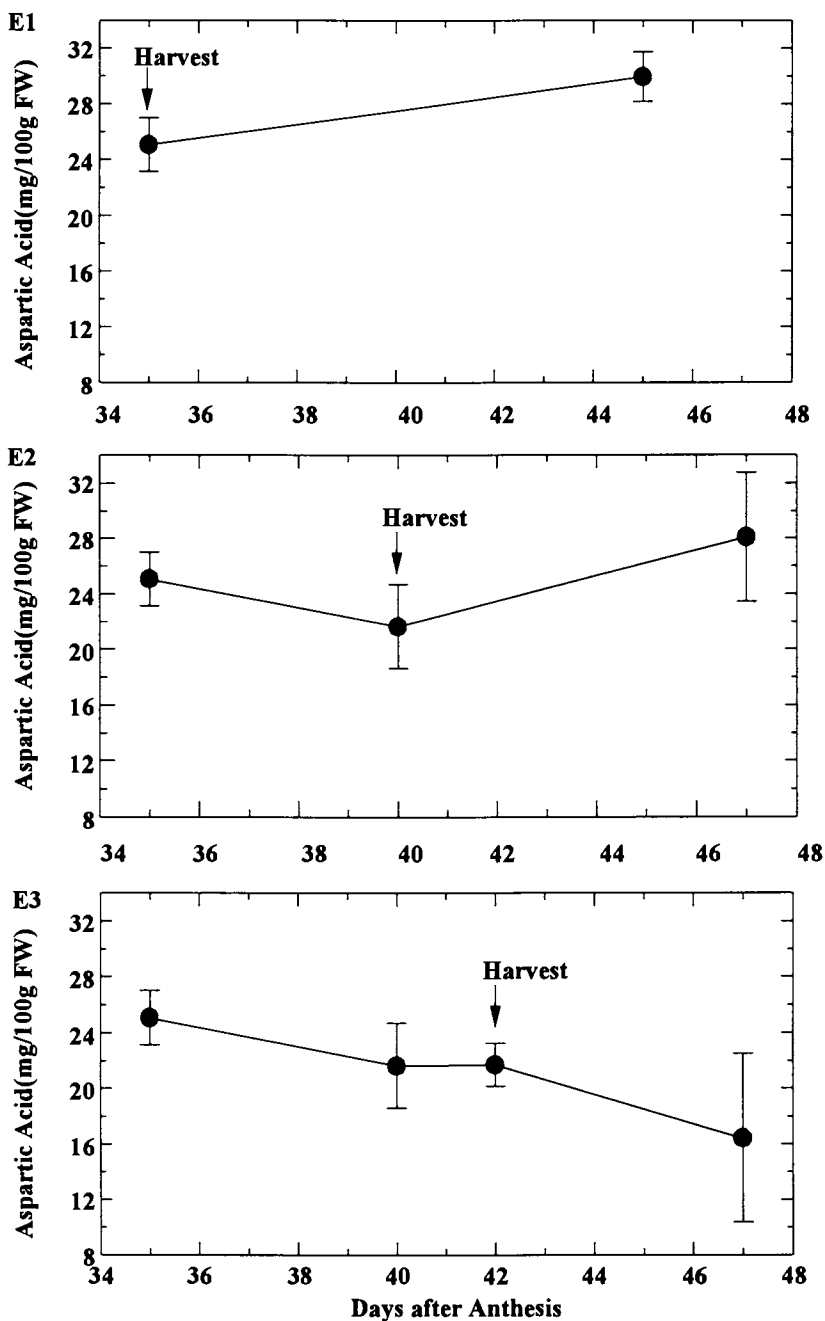 E1
Aspartic Acid(mg/100g FW)
32
28
24
20
16
12
8
Harvest
34 36 38 40 42 44 46 48
E2
Aspartic Acid(mg/100g FW)
32
28
24
20
16
12
8
Harvest
34 36 38 40 42 44 46 48
E3
Aspartic Acid(mg/100g FW)
32
28
24
20
16
12
8
Harvest
34 36 38 40 42 44 46 48
Days after Anthesis